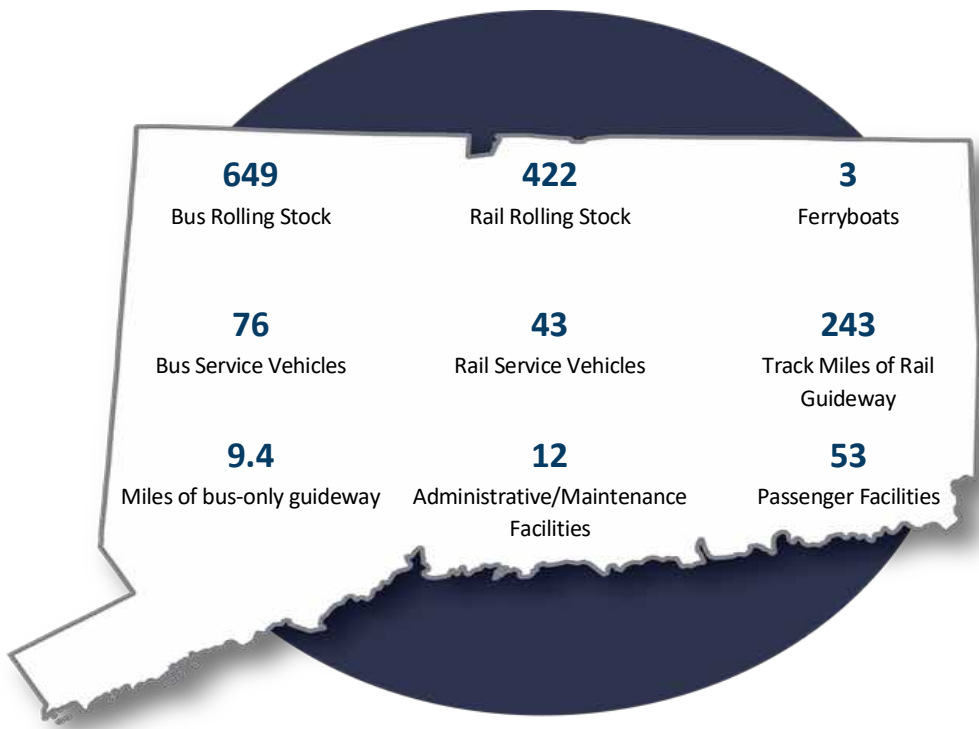 649
Bus Rolling Stock
422
Rail Rolling Stock
3
Ferryboats
76
Bus Service Vehicles
43
Rail Service Vehicles
243
Track Miles of Rail
Guideway
9.4
Miles of bus-only guideway
12
Administrative/Maintenance
Facilities
53
Passenger Facilities